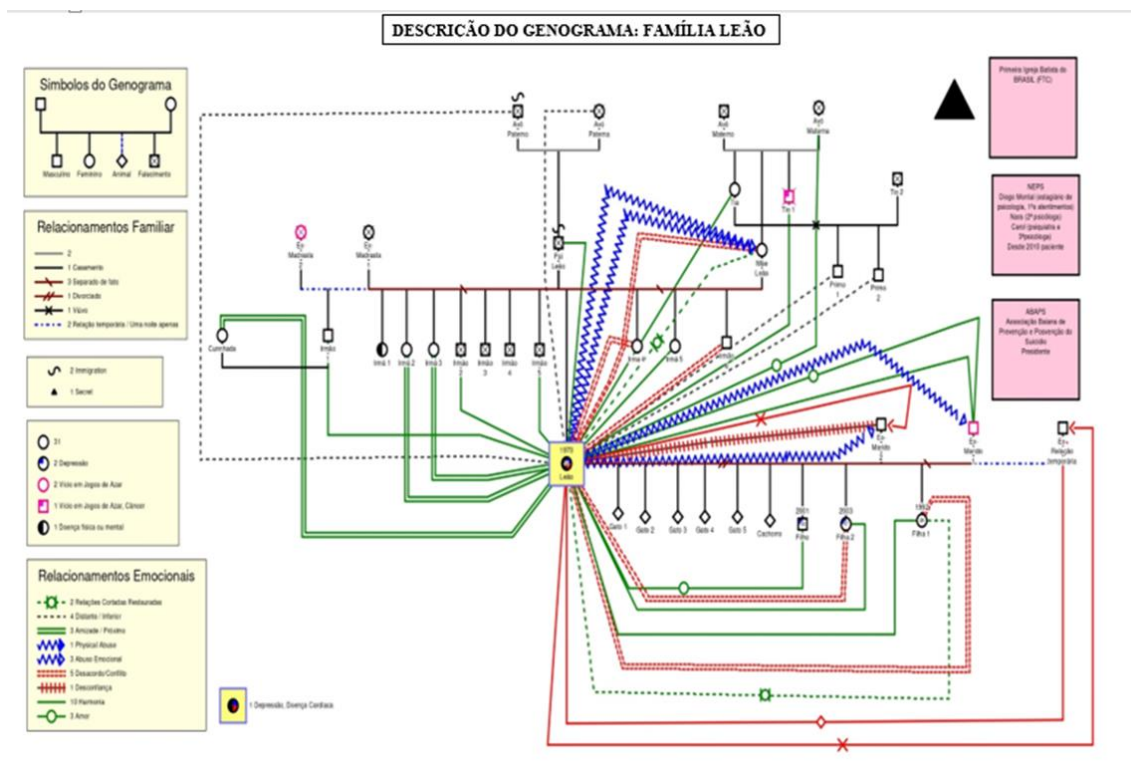 DESCRIÇÃO DO GENOGRAMA: FAMÍLIA LEÃO
Simbolos do Genograma
Masculino Feminino Animal Falecimento
Relacionamentos Familiar
2
1 Casamento
3 Separado de fato
1 Divorciado
1 Viúvo
2 Relação temporária / Uma noite apenas
2 Immigration
1 Secret
31
2 Depressão
2 Vício em Jogos de Azar
1 Vício em Jogos de Azar, Câncer
1 Doença física ou mental
Relacionamentos Emocionais
2 Relações Cortadas Restauradas
4 Distante / Inferior
3 Amizade / Próximo
1 Physical Abuse
3 Abuso Emocional
5 Desacordo/Conflito
1 Desconfiança
10 Harmonia
3 Amor
1 Depressão, Doença Cardíaca
Avô
Paterno
Avó
Paterna
Avô
Materno
Avó
Materna
Tia
Tio 1
Tio 2
Ex-
Madrasta
2
Ex-
Madrasta
Pai
Leão
Mãe
Leão
Primo
1
Primo
2
Cunhada
Irmão
Irmã 1
Irmã 2
Irmã 3
Irmão
2
Irmão
3
Irmão
4
Irmão
5
Irmã 4
Irmã 5
Irmão
1973
Leão
Ex-
Marido
2
Ex-
Marido
Ex-
Relação
temporária
Gato 1
Gato 2
Gato 3
Gato 4
Gato 5
Cachorro
2001
Filho
2003
Filha 2
Filha 1
Primeira Igreja Batista do
BRASIL (FTC)
NEPS
Diogo Montal (estagiário de
psicologia, 1ºs atentimentos)
Nara (2ª psicóloga)
Carol (psiquiatra e
3ªpsicóloga)
Desde 2010 paciente
ABAPS
Associação Baiana de
Prevenção e Posvenção do
Suicídio
Presidente